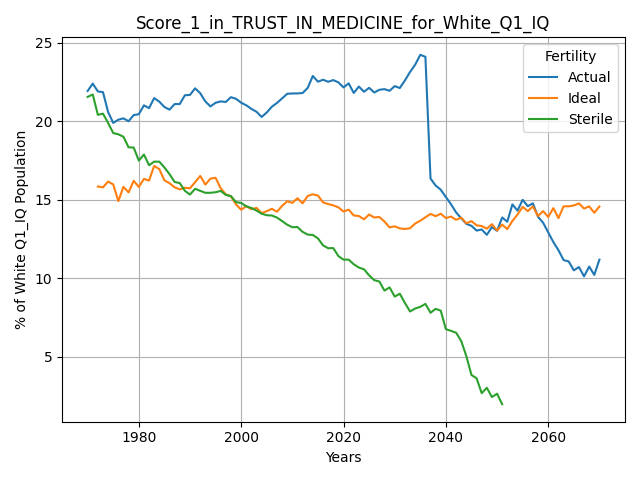 Score_1_in_TRUST_IN_MEDICINE_for_White_Q1_IQ
25
20
15
10
5
% of White Q1_IQ Population
Fertility
Actual
Ideal
Sterile
1980
2000
2020
2040
2060
Years